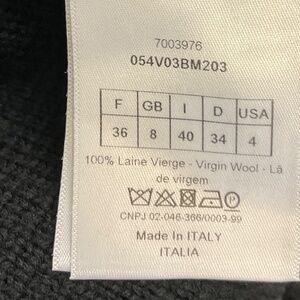 7003976
054V03BM203
F GB I D USA
36 8 40 34 4
100% Laine Vierge - Virgin Wool - Lã
de virgem
P
CNPJ 02-046-366/0003-99
Made In ITALY
ITALIA